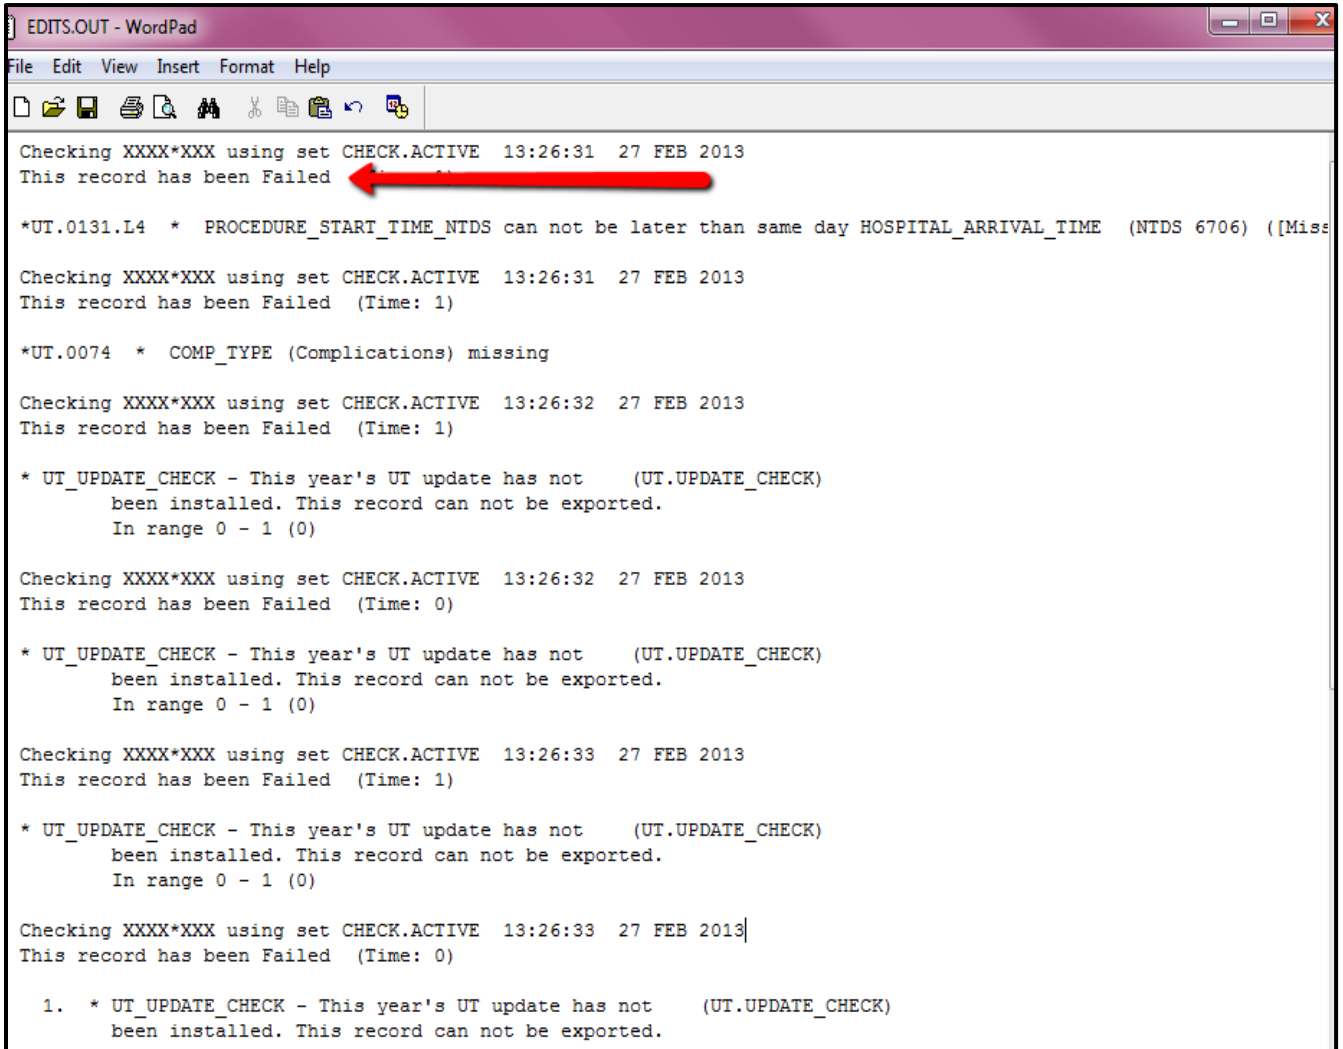 EDITS.OUT - WordPad
File Edit View Insert Format Help
Checking XXXX*XXX using set CHECK.ACTIVE 13:26:31 27 FEB 2013
This record has been Failed
*UT.0131.L4 * PROCEDURE_START_TIME_NTDS can not be later than same day HOSPITAL_ARRIVAL_TIME (NTDS 6706) ([Miss
Checking XXXX*XXX using set CHECK.ACTIVE 13:26:31 27 FEB 2013
This record has been Failed (Time: 1)
*UT.0074 * COMP_TYPE (Complications) missing
Checking XXXX*XXX using set CHECK.ACTIVE 13:26:32 27 FEB 2013
This record has been Failed (Time: 1)
* UT_UPDATE_CHECK - This year's UT update has not (UT.UPDATE_CHECK)
been installed. This record can not be exported.
In range 0 - 1 (0)
Checking XXXX*XXX using set CHECK.ACTIVE 13:26:32 27 FEB 2013
This record has been Failed (Time: 0)
* UT_UPDATE_CHECK - This year's UT update has not (UT.UPDATE_CHECK)
been installed. This record can not be exported.
In range 0 - 1 (0)
Checking XXXX*XXX using set CHECK.ACTIVE 13:26:33 27 FEB 2013
This record has been Failed (Time: 1)
* UT_UPDATE_CHECK - This year's UT update has not (UT.UPDATE_CHECK)
been installed. This record can not be exported.
In range 0 - 1 (0)
Checking XXXX*XXX using set CHECK.ACTIVE 13:26:33 27 FEB 2013
This record has been Failed (Time: 0)
1. * UT_UPDATE_CHECK - This year's UT update has not (UT.UPDATE_CHECK)
been installed. This record can not be exported.